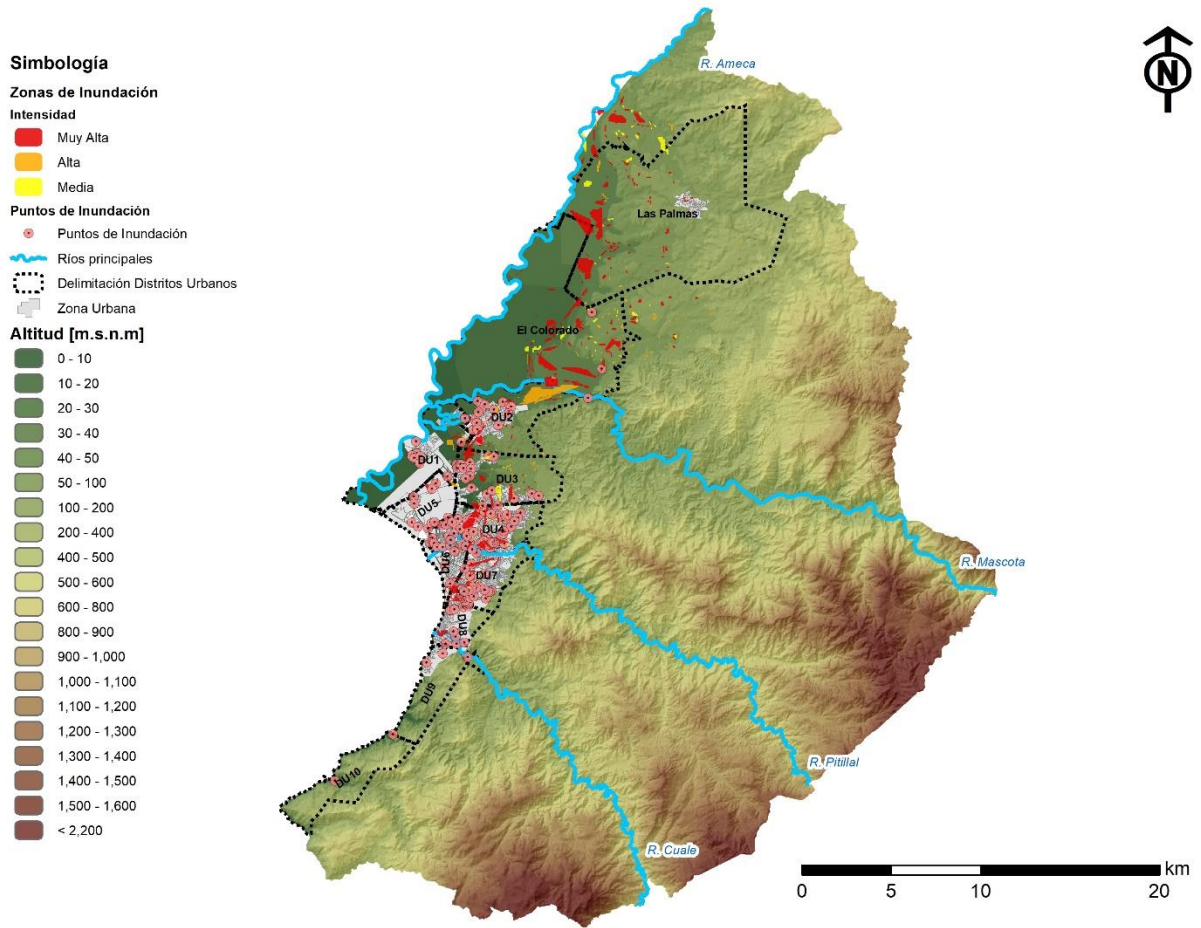 Simbología
Zonas de Inundación
Intensidad
Muy Alta
Alta
Media
Puntos de Inundación
Puntos de Inundación
Ríos principales
Delimitación Distritos Urbanos
Zona Urbana
Altitud [m.s.n.m]
0 - 10
10 - 20
20 - 30
30 - 40
40 - 50
50 - 100
100 - 200
200 - 400
400 - 500
500 - 600
600 - 800
800 - 900
900 - 1,000
1,000 - 1,100
1,100 - 1,200
1,200 - 1,300
1,300 - 1,400
1,400 - 1,500
1,500 - 1,600
< 2,200
N
R. Ameca
Las Palmas
El Colorado
DU2
DU1
DU3
DU5
DU4
DU6
DU7
DU8
DU9
DU10
R. Mascota
R. Pitillal
R. Cuale
km
0 5 10 20